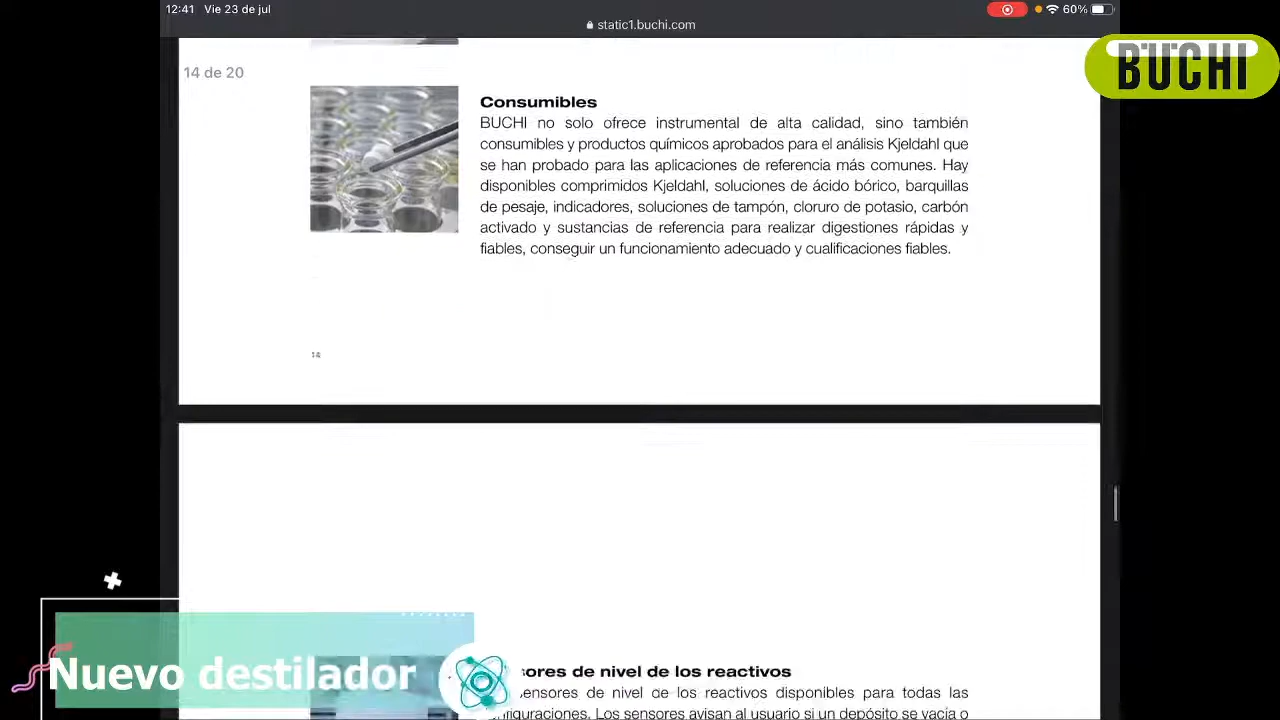 12:41 Vie 23 de jul
60%
static1.buchi.com
BUCHI
14 de 20
Consumibles
BUCHI no solo ofrece instrumental de alta calidad, sino también
consumibles y productos químicos aprobados para el análisis Kjeldahl que
se han probado para las aplicaciones de referencia más comunes. Hay
disponibles comprimidos Kjeldahl, soluciones de ácido bórico, barquillas
de pesaje, indicadores, soluciones de tampón, cloruro de potasio, carbón
activado y sustancias de referencia para realizar digestiones rápidas y
fiables, conseguir un funcionamiento adecuado y cualificaciones fiables.
Nuevo destilador
sores de nivel de los reactivos
sensores de nivel de los reactivos disponibles para todas las
nfiguraciones. Los sensores avisan al usuario si un depósito se vacía o